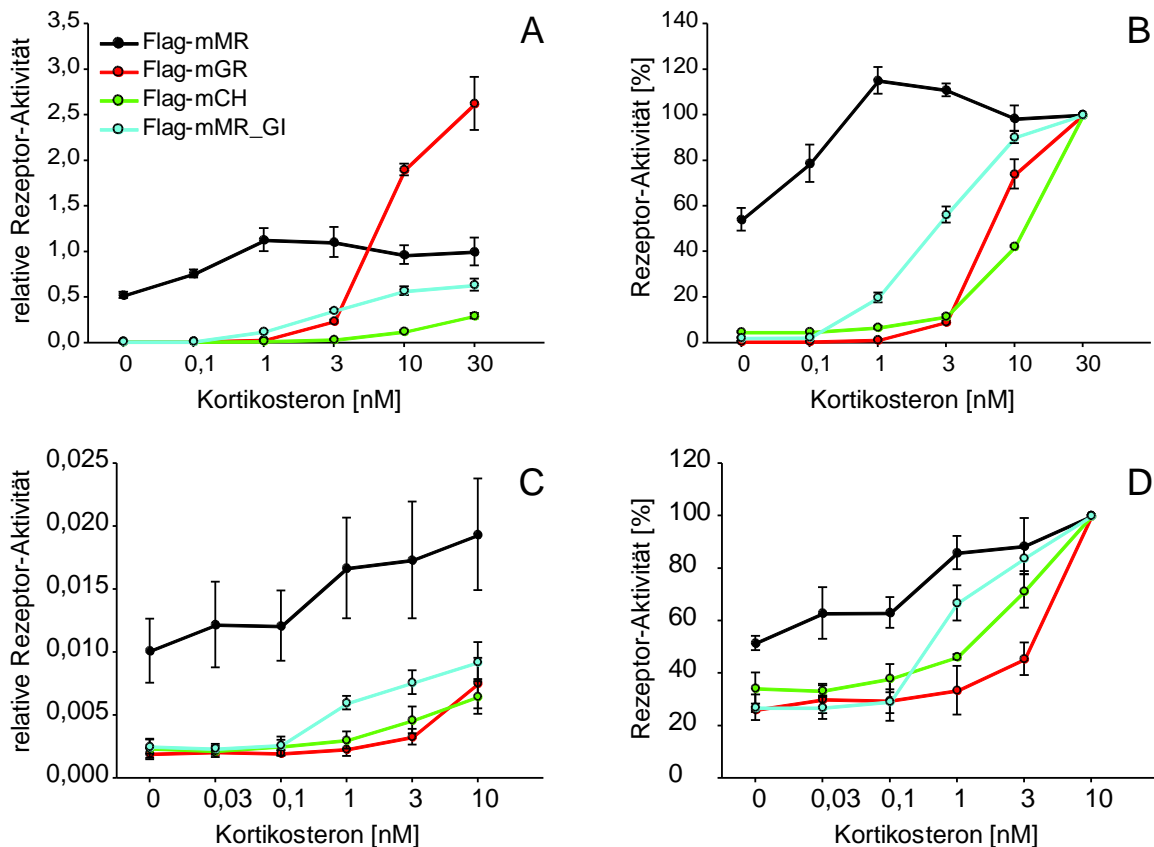 A
relative Rezeptor-Aktivität
3,5
3,0
2,5
2,0
1,5
1,0
0,5
0,0
Flag-mMR
Flag-mGR
Flag-mCH
Flag-mMR_GI
0 0,1 1 3 10 30
Kortikosteron [nM]
B
Rezeptor-Aktivität [%]
140
120
100
80
60
40
20
0
0 0,1 1 3 10 30
Kortikosteron [nM]
C
relative Rezeptor-Aktivität
0,025
0,020
0,015
0,010
0,005
0,000
0 0,03 0,1 1 3 10
Kortikosteron [nM]
D
Rezeptor-Aktivität [%]
120
100
80
60
40
20
0
0 0,03 0,1 1 3 10
Kortikosteron [nM]